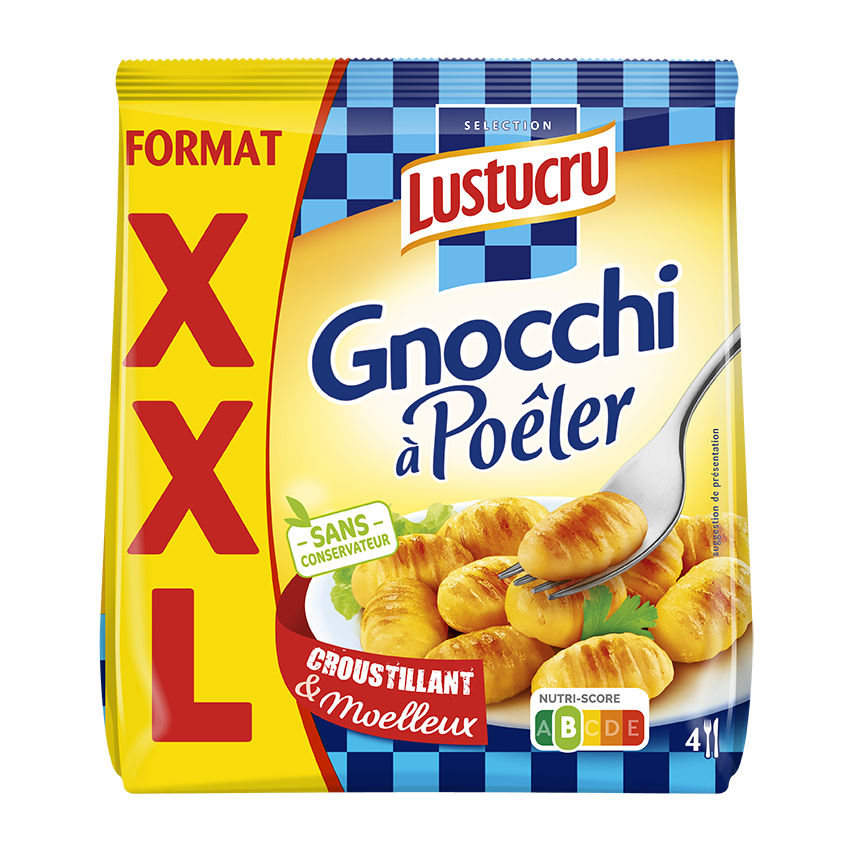 FORMAT
XXL
SELECTION
LUSTUCRU
Gnocchi
à Poêler
SANS
CONSERVATEUR
CROUSTILLANT
& Moelleux
NUTRI-SCORE
A B C D E
4
suggestion de présentation